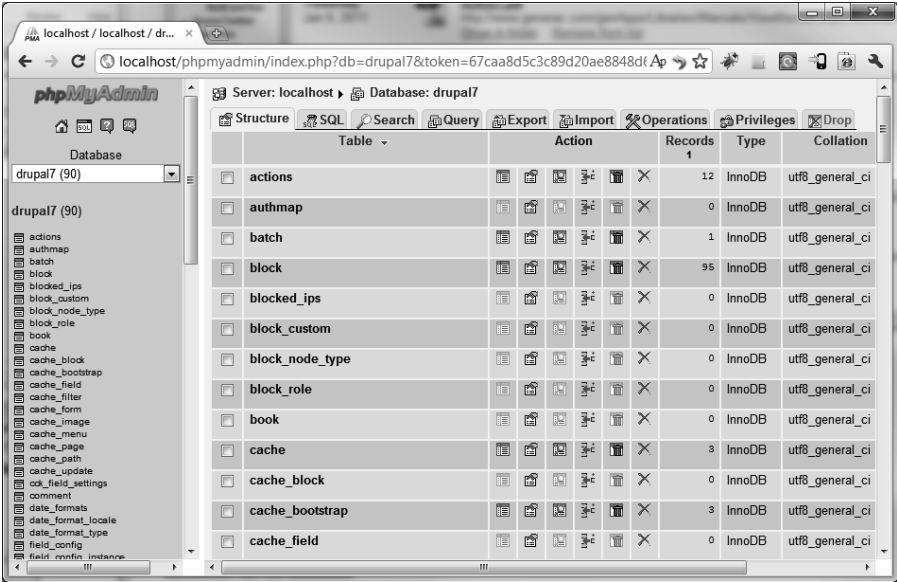 localhost / localhost / dr...
localhost/phpmyadmin/index.php?db=drupal7&token=67caa8d5c3c89d20ae8848d6
phpMyAdmin
Database
drupal7 (90)
drupal7 (90)
actions
authmap
batch
block
blocked_ips
block_custom
block_node_type
block_role
book
cache
cache_block
cache_bootstrap
cache_field
cache_filter
cache_form
cache_image
cache_menu
cache_page
cache_path
cache_update
cck_field_settings
comment
date_formats
date_format_locale
date_format_type
field_config
field_config_instance
Server: localhost Database: drupal7
Structure SQL Search Query Export Import Operations Privileges Drop
Table Action Records 1 Type Collation
actions 12 InnoDB utf8_general_ci
authmap 0 InnoDB utf8_general_ci
batch 1 InnoDB utf8_general_ci
block 95 InnoDB utf8_general_ci
blocked_ips 0 InnoDB utf8_general_ci
block_custom 0 InnoDB utf8_general_ci
block_node_type 0 InnoDB utf8_general_ci
block_role 0 InnoDB utf8_general_ci
book 0 InnoDB utf8_general_ci
cache 3 InnoDB utf8_general_ci
cache_block 0 InnoDB utf8_general_ci
cache_bootstrap 3 InnoDB utf8_general_ci
cache_field 0 InnoDB utf8_general_ci